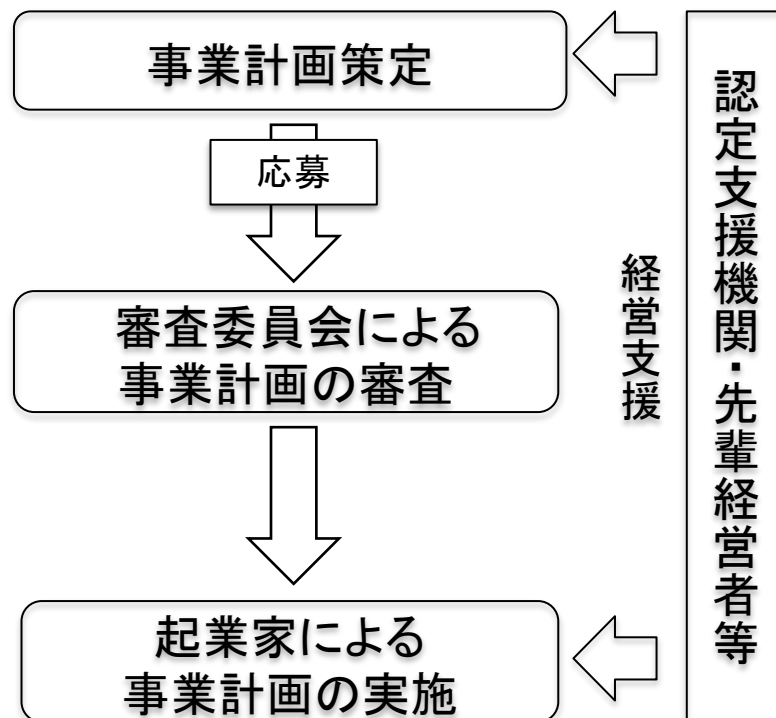 事業計画策定
応募
審査委員会による
事業計画の審査
起業家による
事業計画の実施
経営支援
認定支援機関・先輩経営者等